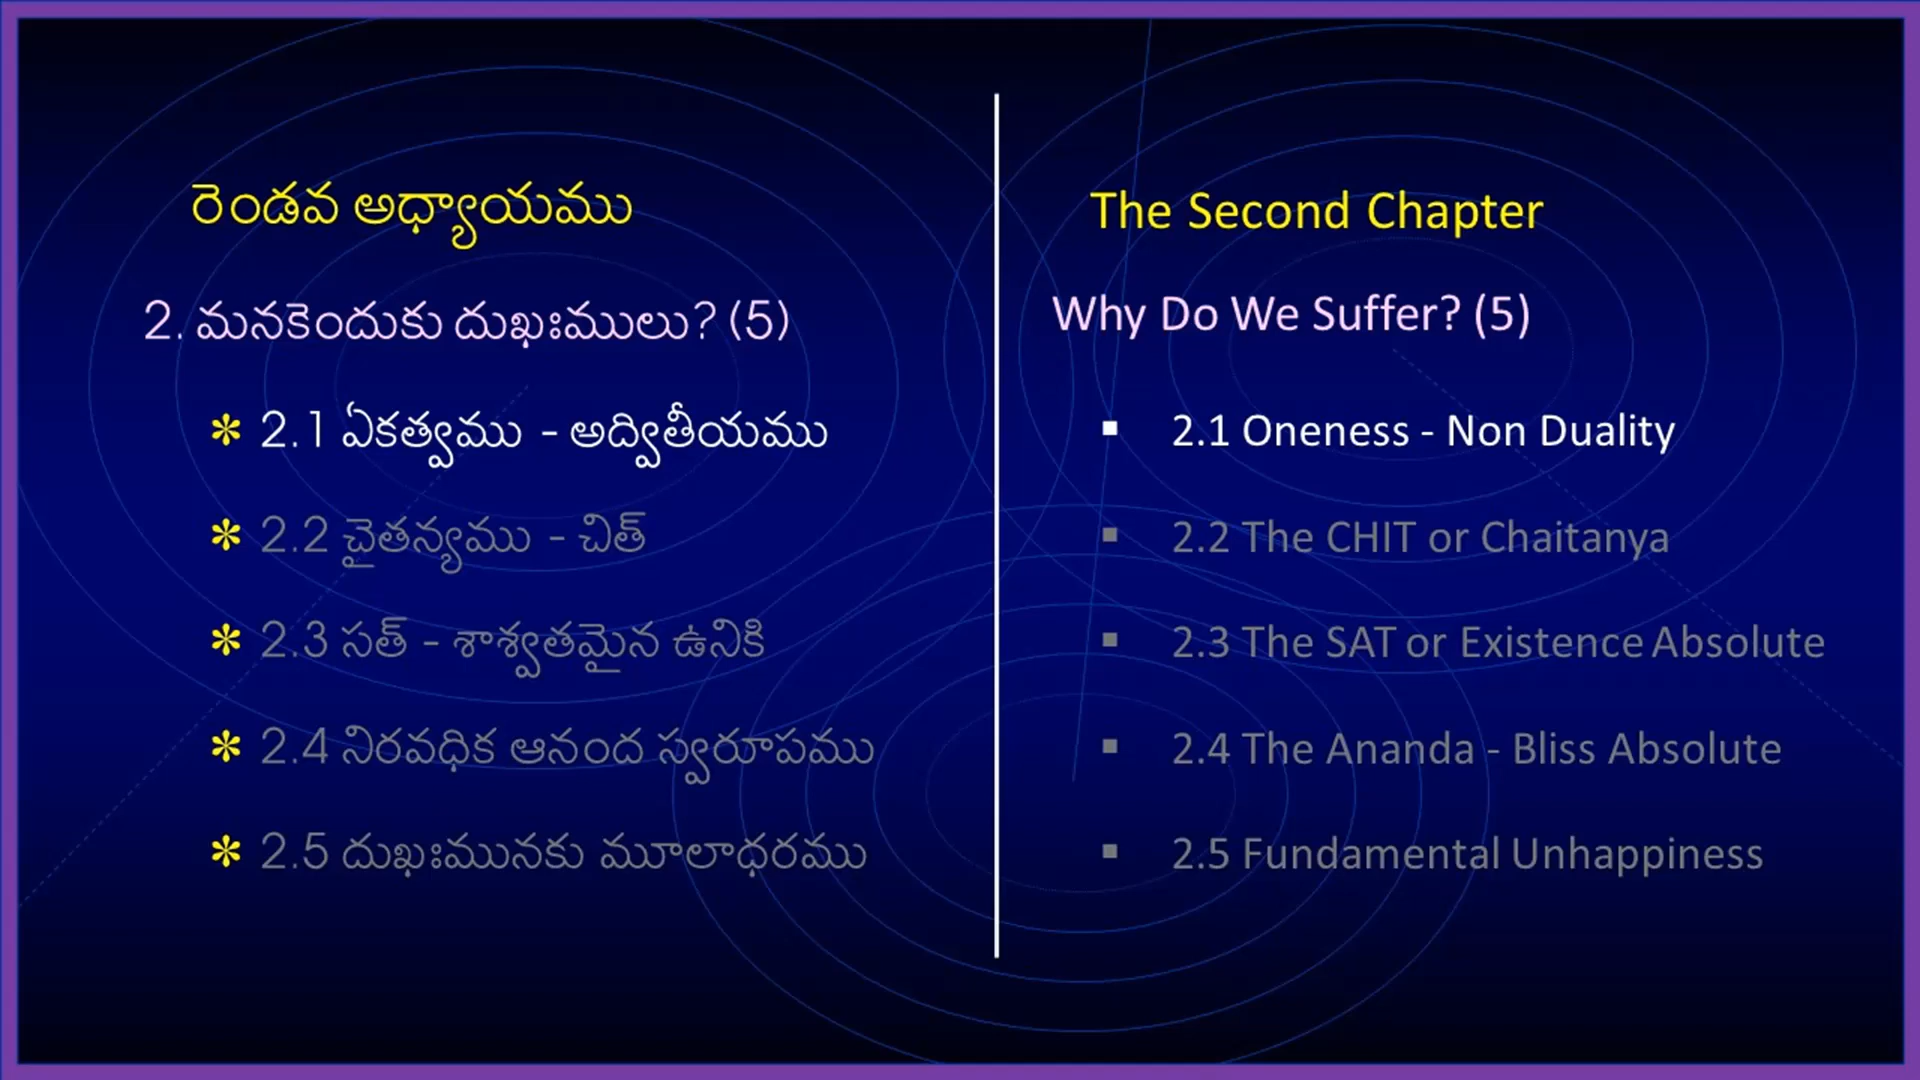 రెండవ అధ్యాయము
2. మనకెందుకు దుఖఃములు? (5)
✽ 2.1 ఏకత్వము - అద్వితీయము
✽ 2.2 చైతన్యము - చిత్
✽ 2.3 సత్ - శాశ్వతమైన ఉనికి
✽ 2.4 నిరవధిక ఆనంద స్వరూపము
✽ 2.5 దుఖఃమునకు మూలాధరము
The Second Chapter
Why Do We Suffer? (5)
▪ 2.1 Oneness - Non Duality
▪ 2.2 The CHIT or Chaitanya
▪ 2.3 The SAT or Existence Absolute
▪ 2.4 The Ananda - Bliss Absolute
▪ 2.5 Fundamental Unhappiness